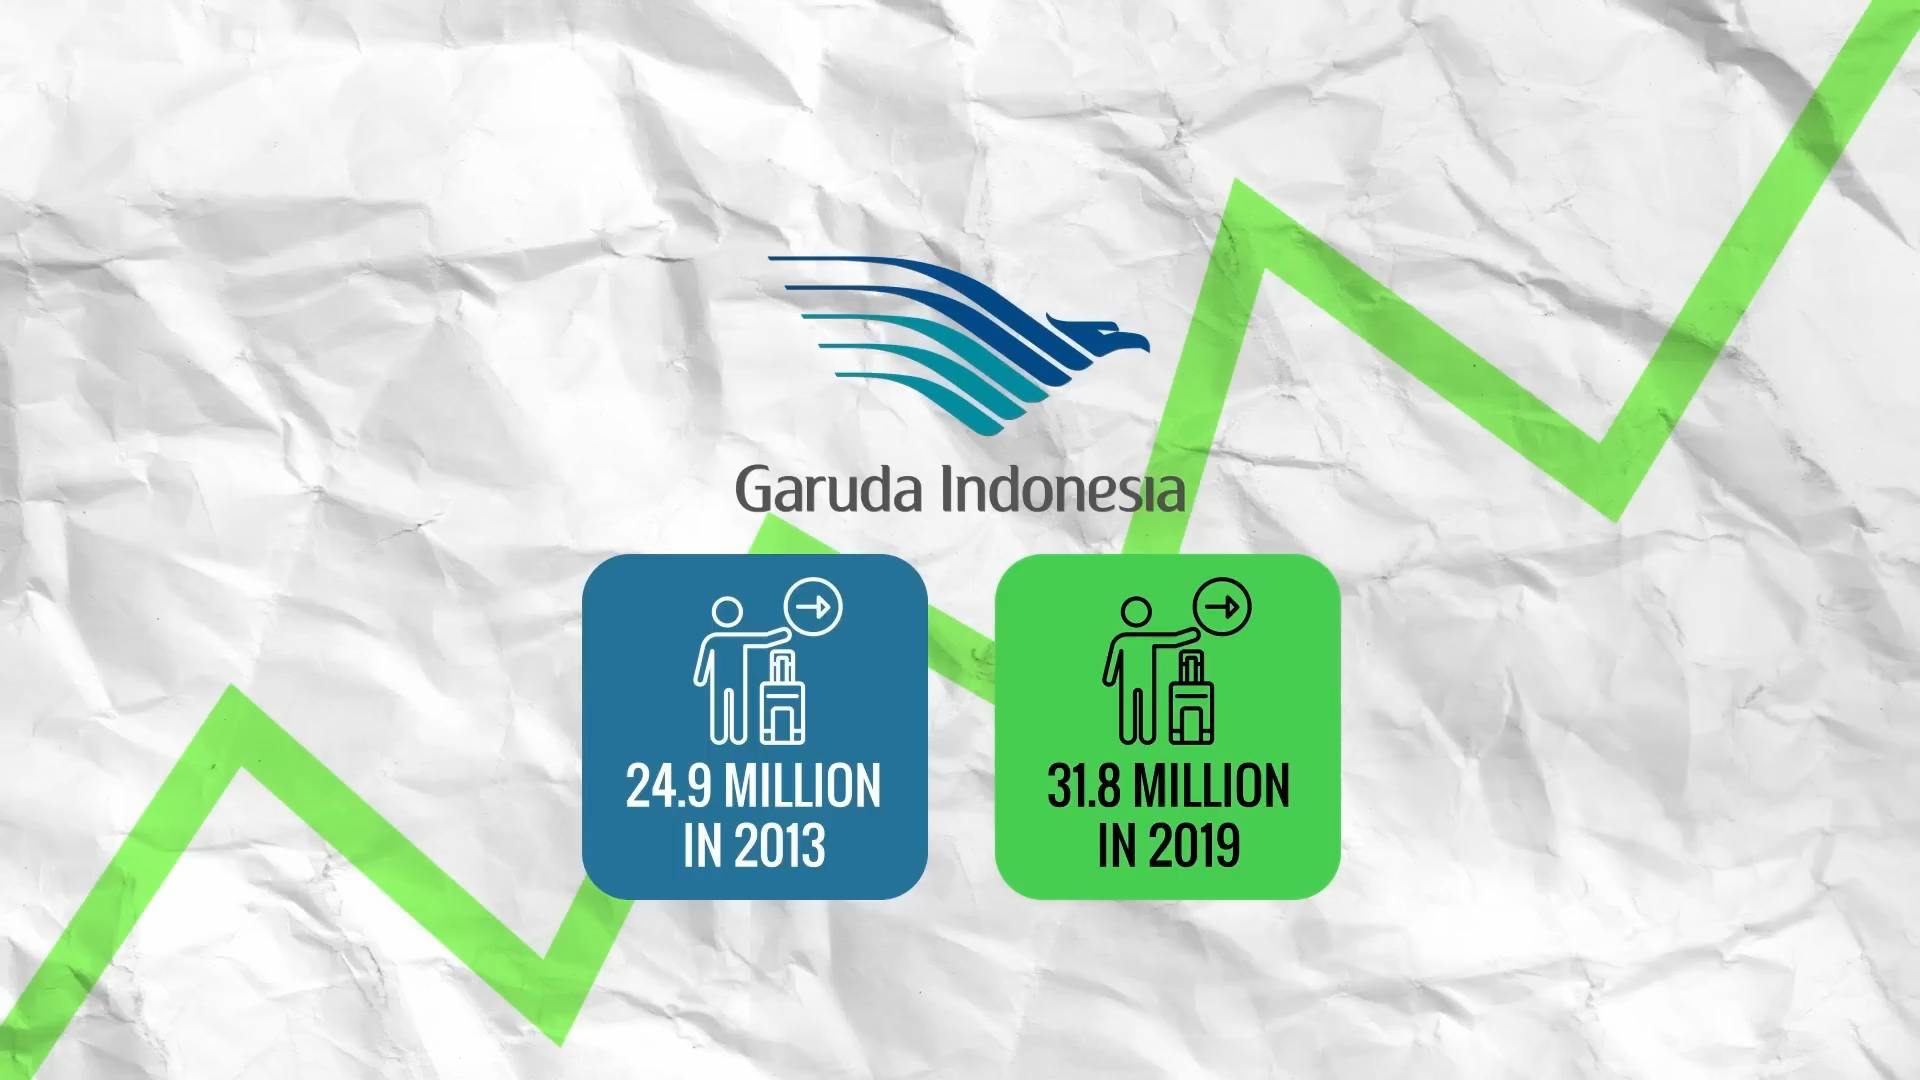 Garuda Indonesia
24.9 MILLION
IN 2013
31.8 MILLION
IN 2019